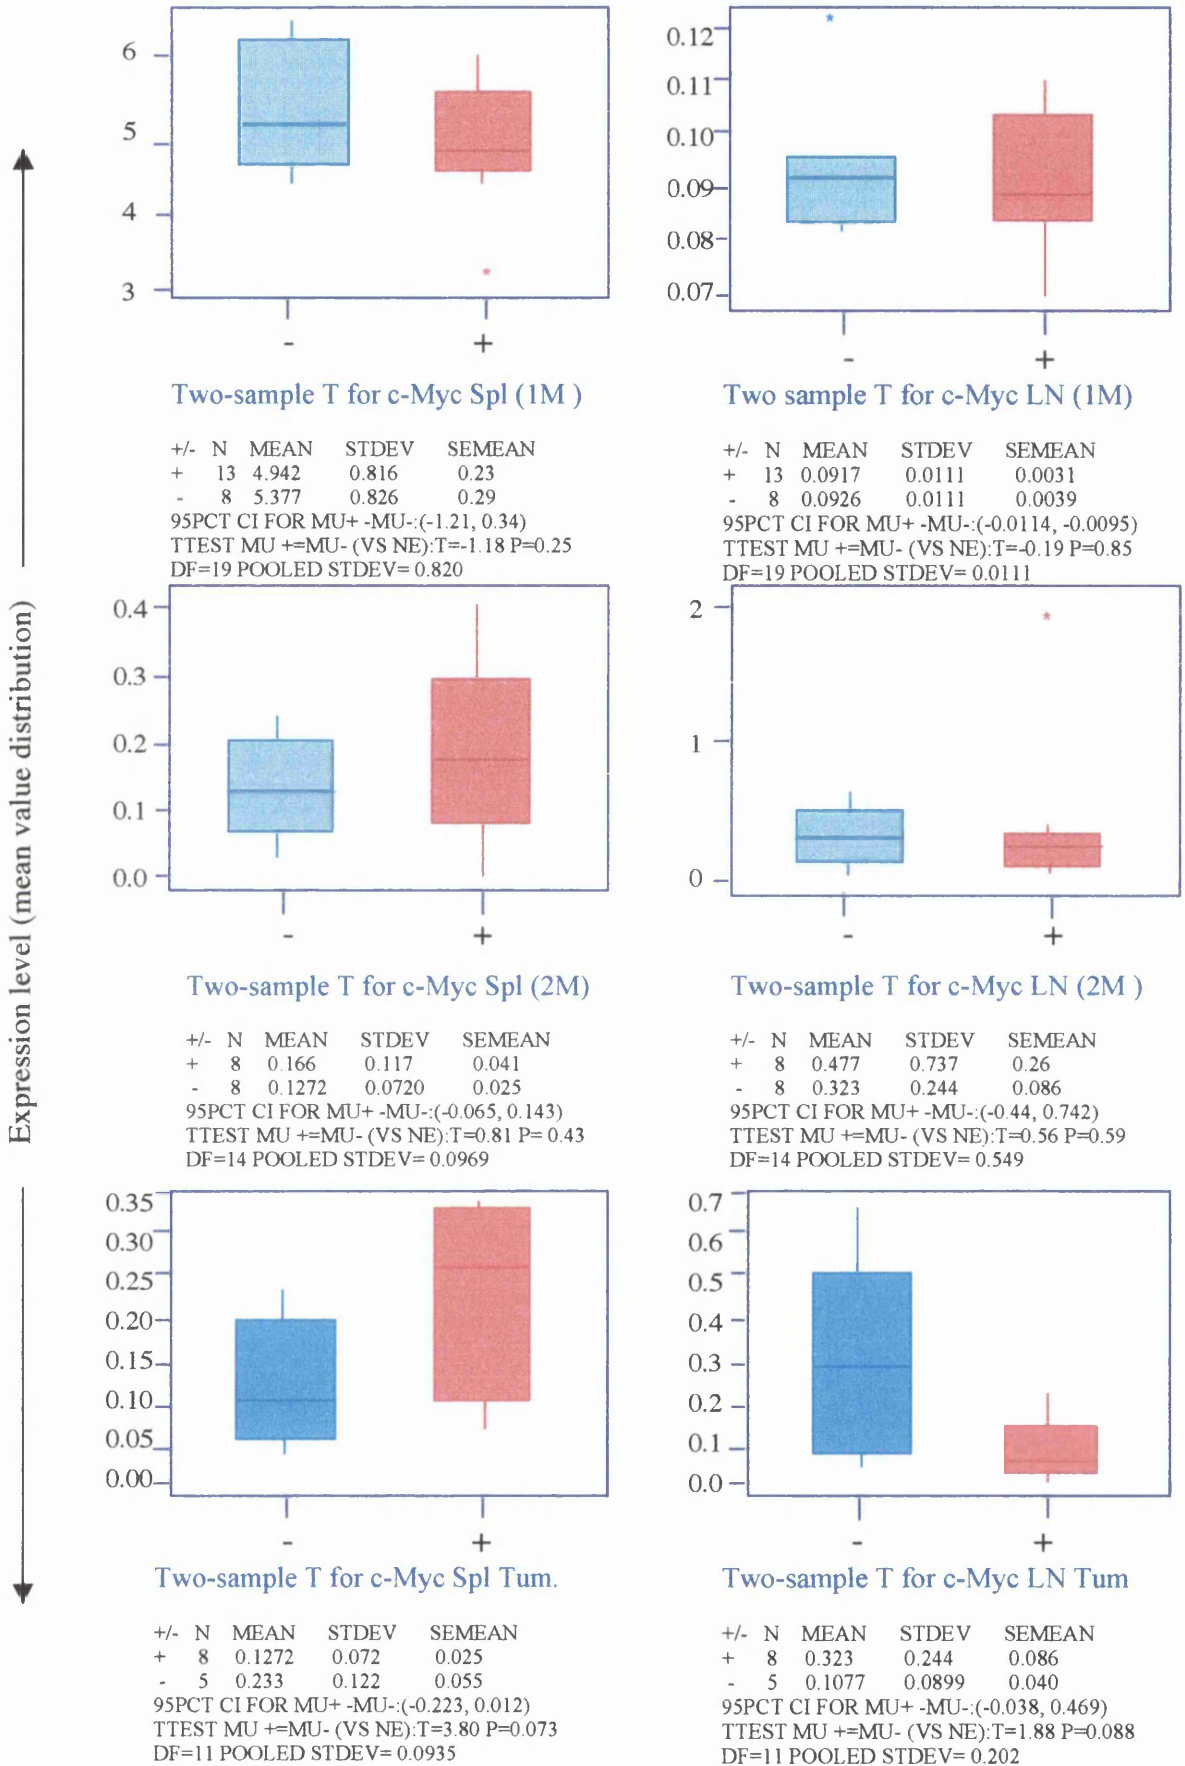 Expression level (mean value distribution)
6
5
4
3
-
+
Two-sample T for c-Myc Spl (1M )
+/- N MEAN STDEV SEMEAN
+ 13 4.942 0.816 0.23
- 8 5.377 0.826 0.29
95PCT CI FOR MU+ -MU-:(-1.21, 0.34)
TTEST MU +=MU- (VS NE):T=-1.18 P=0.25
DF=19 POOLED STDEV= 0.820
0.12
0.11
0.10
0.09
0.08
0.07
-
+
Two sample T for c-Myc LN (1M)
+/- N MEAN STDEV SEMEAN
+ 13 0.0917 0.0111 0.0031
- 8 0.0926 0.0111 0.0039
95PCT CI FOR MU+ -MU-:(-0.0114, -0.0095)
TTEST MU +=MU- (VS NE):T=-0.19 P=0.85
DF=19 POOLED STDEV= 0.0111
0.4
0.3
0.2
0.1
0.0
-
+
Two-sample T for c-Myc Spl (2M)
+/- N MEAN STDEV SEMEAN
+ 8 0.166 0.117 0.041
- 8 0.1272 0.0720 0.025
95PCT CI FOR MU+ -MU-:(-0.065, 0.143)
TTEST MU +=MU- (VS NE):T=0.81 P= 0.43
DF=14 POOLED STDEV= 0.0969
2
1
0
-
+
Two-sample T for c-Myc LN (2M )
+/- N MEAN STDEV SEMEAN
+ 8 0.477 0.737 0.26
- 8 0.323 0.244 0.086
95PCT CI FOR MU+ -MU-:(-0.44, 0.742)
TTEST MU +=MU- (VS NE):T=0.56 P=0.59
DF=14 POOLED STDEV= 0.549
0.35
0.30
0.25
0.20
0.15
0.10
0.05
0.00
-
+
Two-sample T for c-Myc Spl Tum.
+/- N MEAN STDEV SEMEAN
+ 8 0.1272 0.072 0.025
- 5 0.233 0.122 0.055
95PCT CI FOR MU+ -MU-:(-0.223, 0.012)
TTEST MU +=MU- (VS NE):T=3.80 P=0.073
DF=11 POOLED STDEV= 0.0935
0.7
0.6
0.5
0.4
0.3
0.2
0.1
0.0
-
+
Two-sample T for c-Myc LN Tum
+/- N MEAN STDEV SEMEAN
+ 8 0.323 0.244 0.086
- 5 0.1077 0.0899 0.040
95PCT CI FOR MU+ -MU-:(-0.038, 0.469)
TTEST MU +=MU- (VS NE):T=1.88 P=0.088
DF=11 POOLED STDEV= 0.202